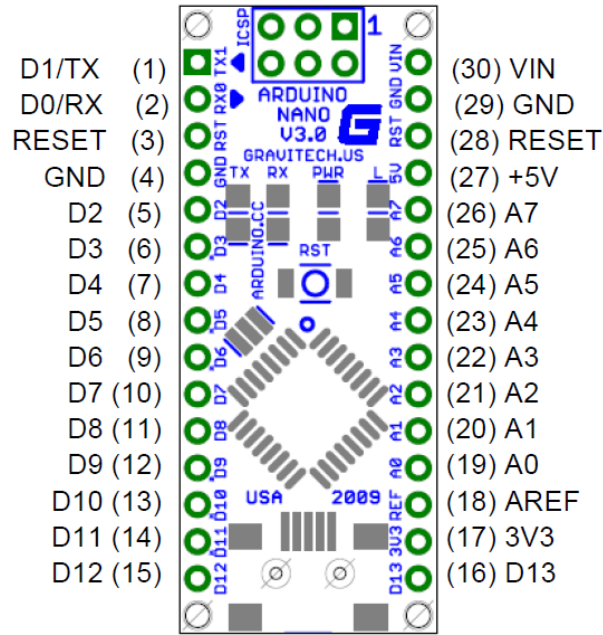 D1/TX (1)
D0/RX (2)
RESET (3)
GND (4)
D2 (5)
D3 (6)
D4 (7)
D5 (8)
D6 (9)
D7 (10)
D8 (11)
D9 (12)
D10 (13)
D11 (14)
D12 (15)
TX1
RX0
RST
GND
D2
D3
D4
D5
D6
D7
D8
D9
D10
D11
D12
ICSP
1
ARDUINO
NANO
V3.0
G
GRAVITECH.US
TX RX PWR L
ARDUINO.CC
RST
USA 2009
VIN
GND
RST
5V
A7
A6
A5
A4
A3
A2
A1
A0
REF
3V3
D13
(30) VIN
(29) GND
(28) RESET
(27) +5V
(26) A7
(25) A6
(24) A5
(23) A4
(22) A3
(21) A2
(20) A1
(19) A0
(18) AREF
(17) 3V3
(16) D13